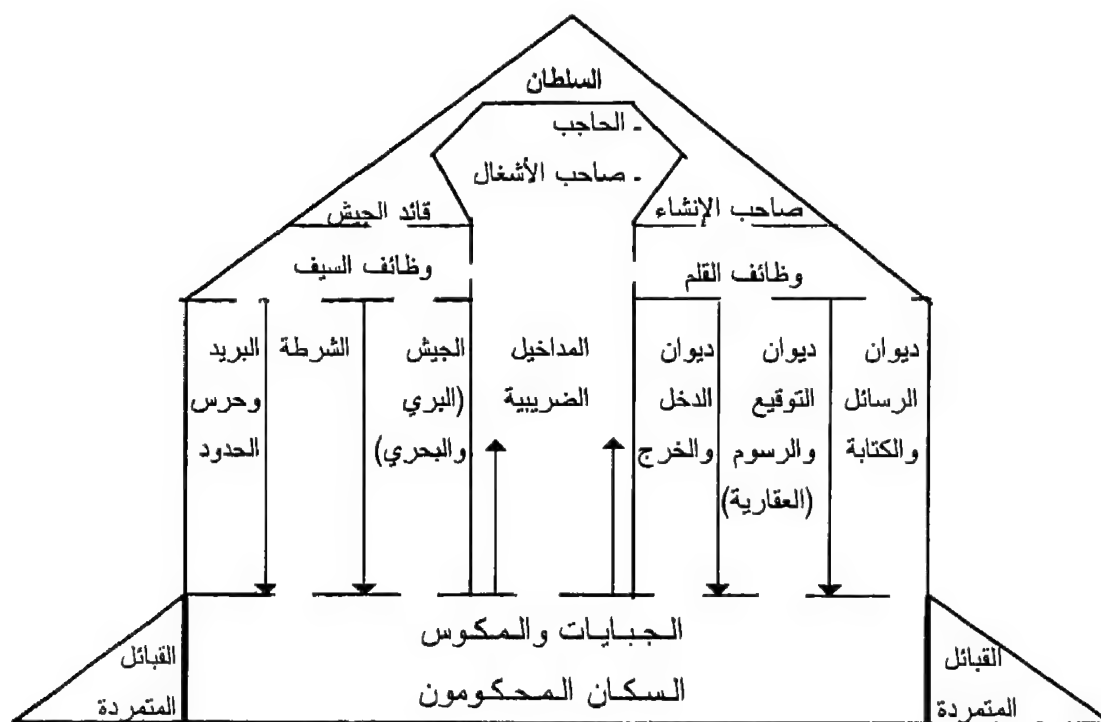 السلطان
ـ الحاجب
ـ صاحب الأشغال
صاحب الإنشاء
قائد الجيش
وظائف القلم
وظائف السيف
ديوان
الرسائل
والكتابة
ديوان
التوقيع
والرسوم
(العقارية)
ديوان
الدخل
والخرج
المداخيل
الضريبية
الجيش
(البري
والبحري)
الشرطة
البريد
وحرس
الحدود
الجبايات والمكوس
السكان المحكومون
القبائل
المتمردة
القبائل
المتمردة